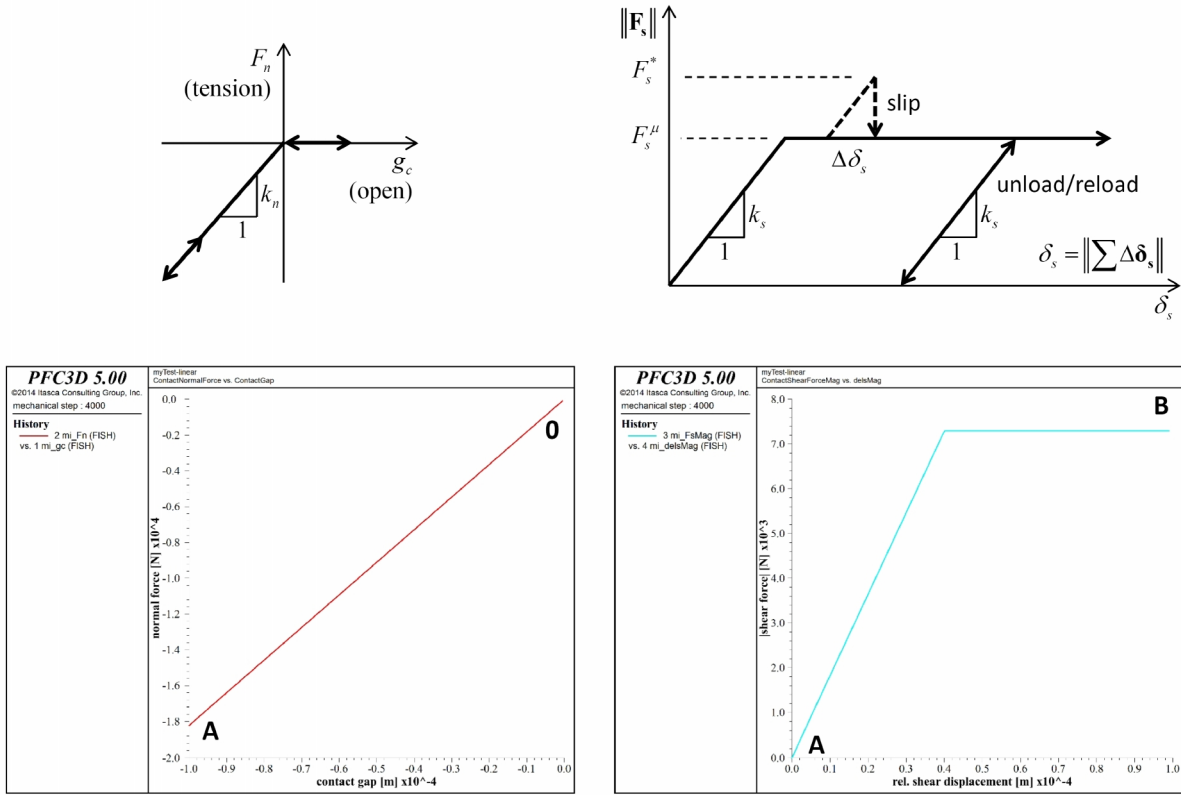 F_n
(tension)
g_c
(open)
k_n
1
‖F_s‖
F_s^*
F_s^μ
slip
Δδ_s
unload/reload
k_s
1
k_s
1
δ_s = ‖∑ Δδ_s‖
δ_s
PFC3D 5.00
©2014 Itasca Consulting Group, Inc.
mechanical step : 4000
History
2 mi_Fn (FISH)
vs. 1 mi_gc (FISH)
myTest-linear
ContactNormalForce vs. ContactGap
0.0
-0.2
-0.4
-0.6
-0.8
-1.0
-1.2
-1.4
-1.6
-1.8
-2.0
normal force [N] x10^4
0
A
-1.0 -0.9 -0.8 -0.7 -0.6 -0.5 -0.4 -0.3 -0.2 -0.1 0.0
contact gap [m] x10^-4
PFC3D 5.00
©2014 Itasca Consulting Group, Inc.
mechanical step : 4000
History
3 mi_FsMag (FISH)
vs. 4 mi_delsMag (FISH)
myTest-linear
ContactShearForceMag vs. delsMag
8.0
7.0
6.0
5.0
4.0
3.0
2.0
1.0
0.0
|shear force| [N] x10^3
B
A
0.0 0.1 0.2 0.3 0.4 0.5 0.6 0.7 0.8 0.9 1.0
rel. shear displacement [m] x10^-4